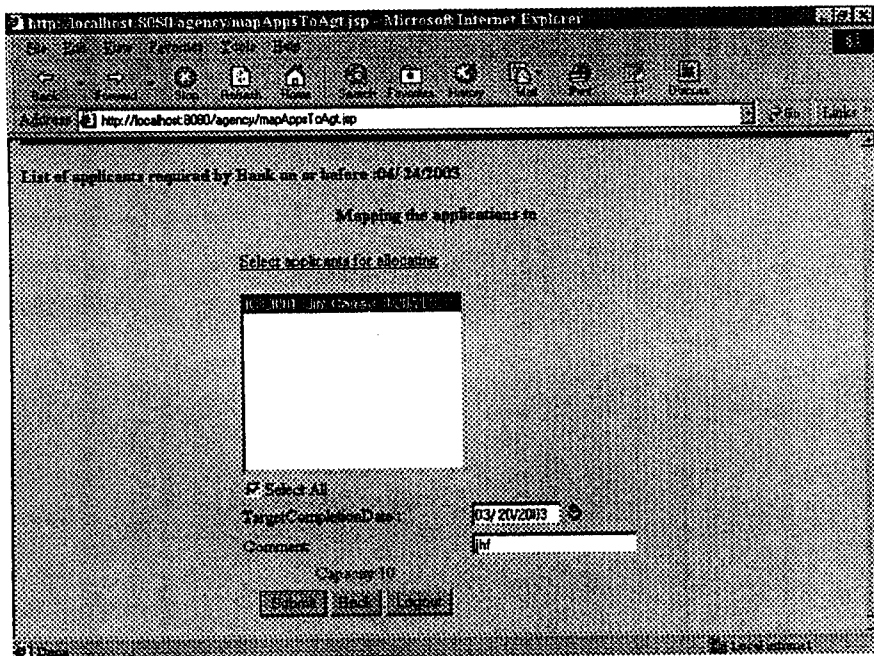 http://localhost:8080/agency/mapAppsToAgt.jsp - Microsoft Internet Explorer
File Edit View Favorites Tools Help
Back Forward Stop Refresh Home Search Favorites History Mail Print Discuss
Address http://localhost:8080/agency/mapAppsToAgt.jsp Go Links
List of applicants required by Bank on or before :04/ 24/2003
Mapping the applications to
Select applicants for allocating
Select All
TargetCompletionDate : 03/ 20/2003
Comment jhf
Capacity:10
Submit Back Logout
Done Local intranet